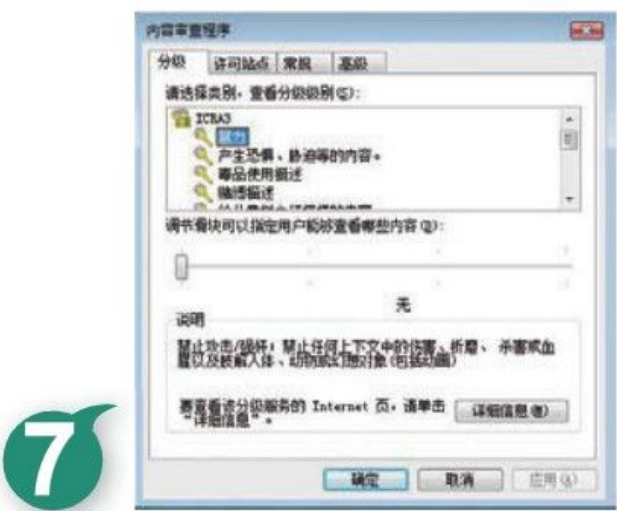 内容审查程序
分级 许可站点 常规 高级
请选择类别，查看分级级别(S):
ICRA3
暴力
产生恐惧、胁迫等的内容。
毒品使用描述
赌博描述
调节滑块可以指定用户能够查看哪些内容(D):
无
说明
禁止攻击/毁坏；禁止任何上下文中的伤害、折磨、杀害或血
腥以及肢解人体、动物或幻想对象(包括动画)
要查看该分级服务的 Internet 页，请单击
“详细信息”。
详细信息(M)
确定 取消 应用(A)
7